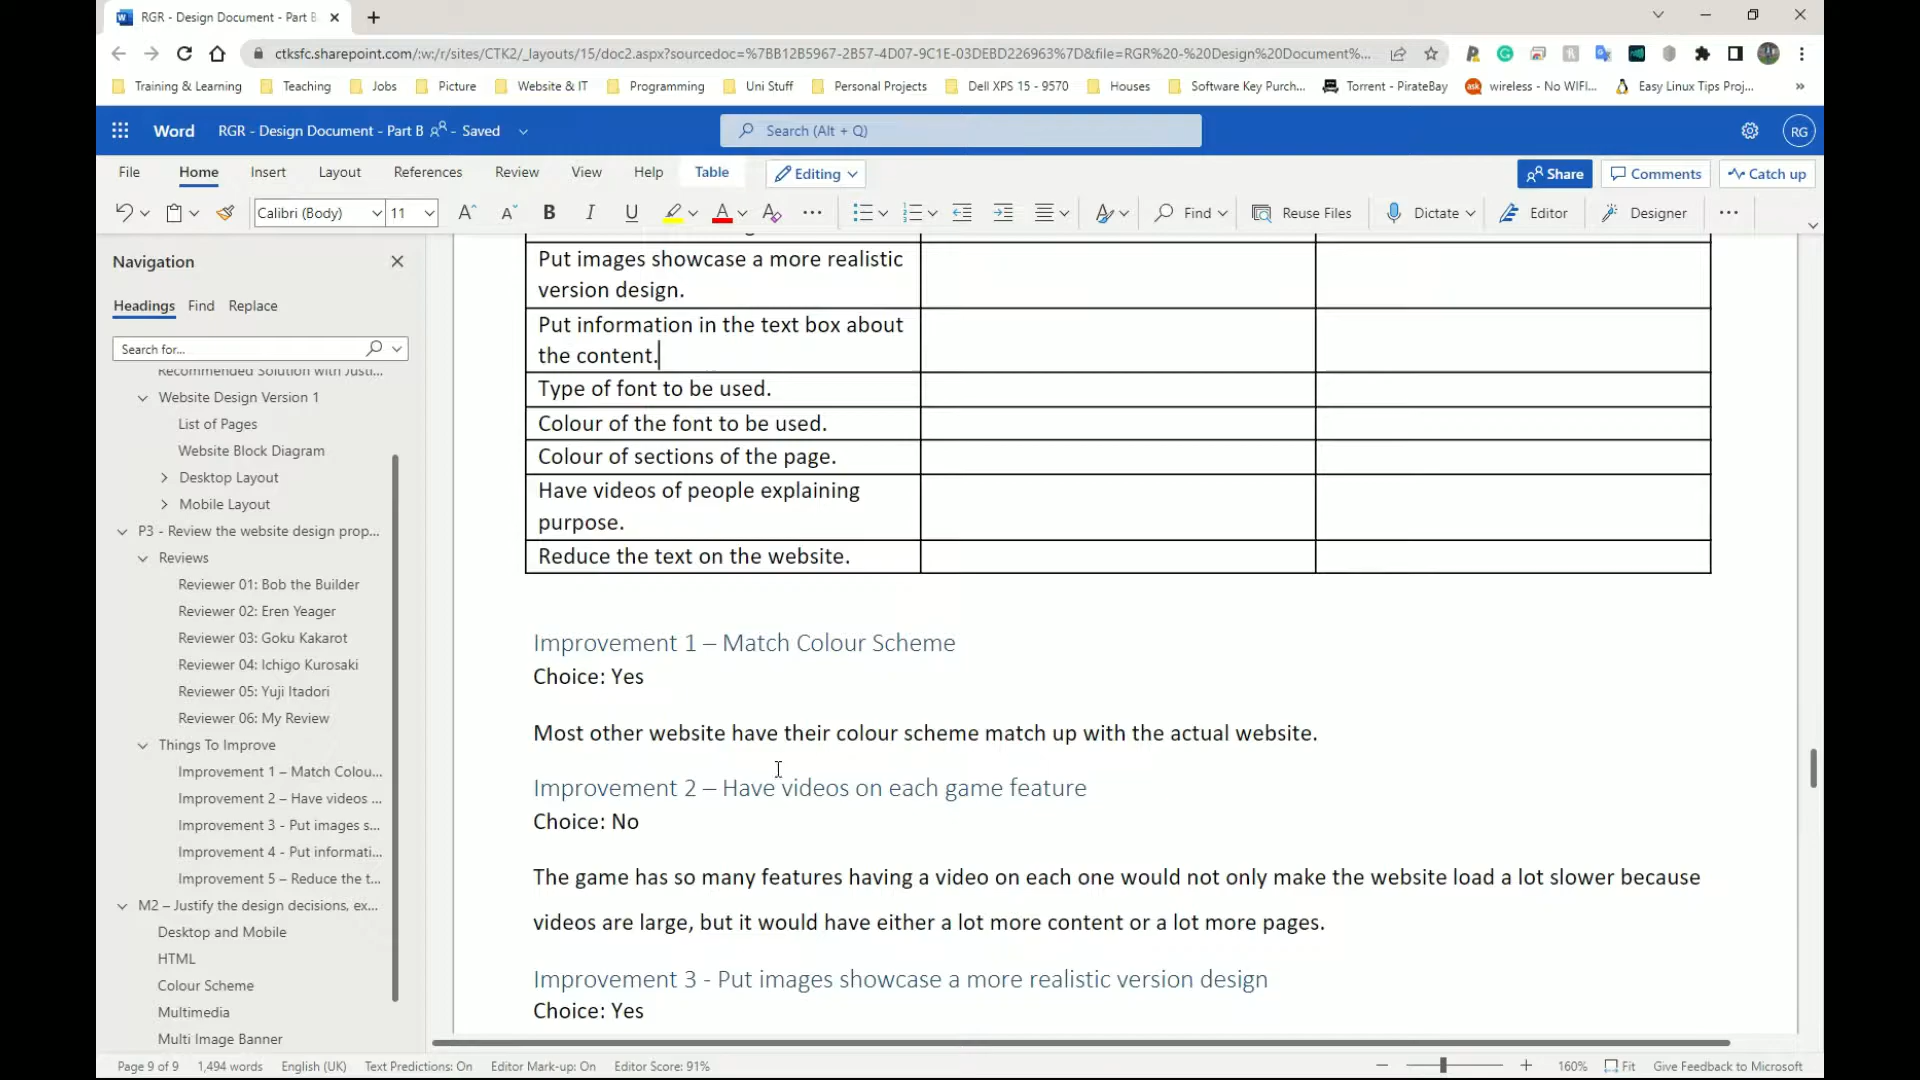 RGR - Design Document - Part B
ctksfc.sharepoint.com/:w:/r/sites/CTK2/_layouts/15/doc2.aspx?sourcedoc=%7BB12B5967-2B57-4D07-9C1E-03DEBD226963%7D&file=RGR%20-%20Design%20Document%...
Training & Learning Teaching Jobs Picture Website & IT Programming Uni Stuff Personal Projects Dell XPS 15 - 9570 Houses Software Key Purch... Torrent - PirateBay ask wireless - No WIFI... Easy Linux Tips Proj... »
Word RGR - Design Document - Part B - Saved Search (Alt + Q) RG
File Home Insert Layout References Review View Help Table Editing Share Comments Catch up
Calibri (Body) 11 B I U Find Reuse Files Dictate Editor Designer
Navigation
Headings Find Replace
Search for...
Recommended Solution with Justi...
Website Design Version 1
List of Pages
Website Block Diagram
Desktop Layout
Mobile Layout
P3 - Review the website design prop...
Reviews
Reviewer 01: Bob the Builder
Reviewer 02: Eren Yeager
Reviewer 03: Goku Kakarot
Reviewer 04: Ichigo Kurosaki
Reviewer 05: Yuji Itadori
Reviewer 06: My Review
Things To Improve
Improvement 1 – Match Colou...
Improvement 2 – Have videos ...
Improvement 3 - Put images s...
Improvement 4 - Put informati...
Improvement 5 – Reduce the t...
M2 – Justify the design decisions, ex...
Desktop and Mobile
HTML
Colour Scheme
Multimedia
Multi Image Banner
Put images showcase a more realistic
version design.
Put information in the text box about
the content.
Type of font to be used.
Colour of the font to be used.
Colour of sections of the page.
Have videos of people explaining
purpose.
Reduce the text on the website.
Improvement 1 – Match Colour Scheme
Choice: Yes
Most other website have their colour scheme match up with the actual website.
Improvement 2 – Have videos on each game feature
Choice: No
The game has so many features having a video on each one would not only make the website load a lot slower because
videos are large, but it would have either a lot more content or a lot more pages.
Improvement 3 - Put images showcase a more realistic version design
Choice: Yes
Page 9 of 9 1,494 words English (UK) Text Predictions: On Editor Mark-up: On Editor Score: 91% 160% Fit Give Feedback to Microsoft